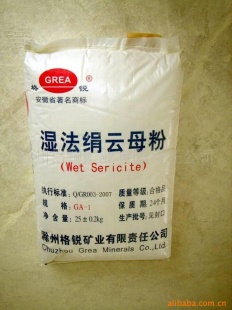 GREA ®
格 锐
安徽省著名商标
湿法绢云母粉
(Wet Sericite)
执行标准: Q/GR003-2007 质量等级: 合格品
规 格: GA-1 保 质 期: 24个月
净 含 量: 25±0.2kg 生产批号: 见封口
滁州格锐矿业有限责任公司
Chuzhou Grea Minerals Co.,Ltd.
alibaba.com.cn